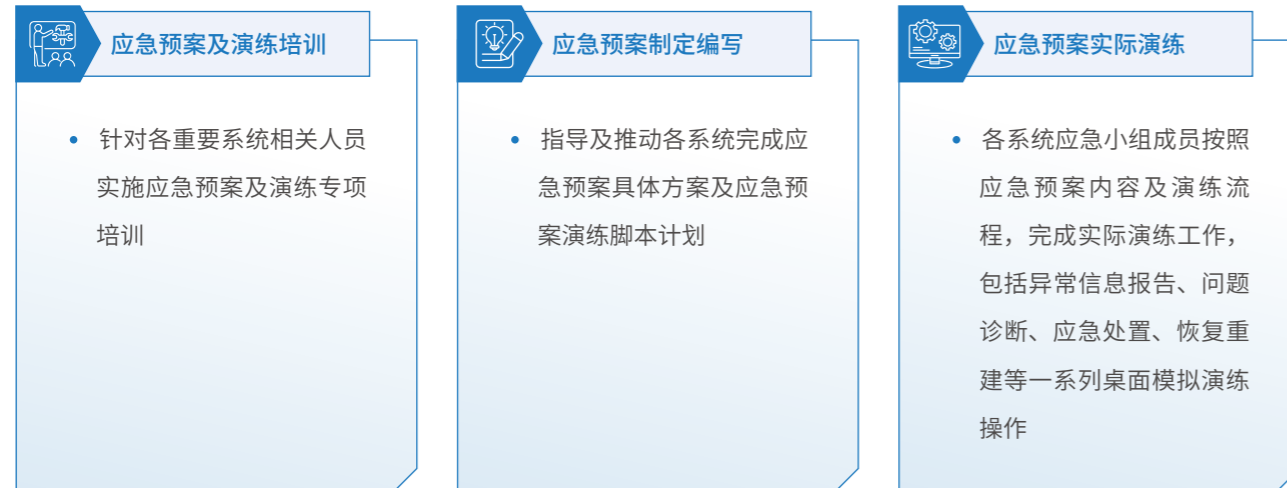 应急预案及演练培训
• 针对各重要系统相关人员
实施应急预案及演练专项
培训
应急预案制定编写
• 指导及推动各系统完成应
急预案具体方案及应急预
案演练脚本计划
应急预案实际演练
• 各系统应急小组成员按照
应急预案内容及演练流
程，完成实际演练工作，
包括异常信息报告、问题
诊断、应急处置、恢复重
建等一系列桌面模拟演练
操作